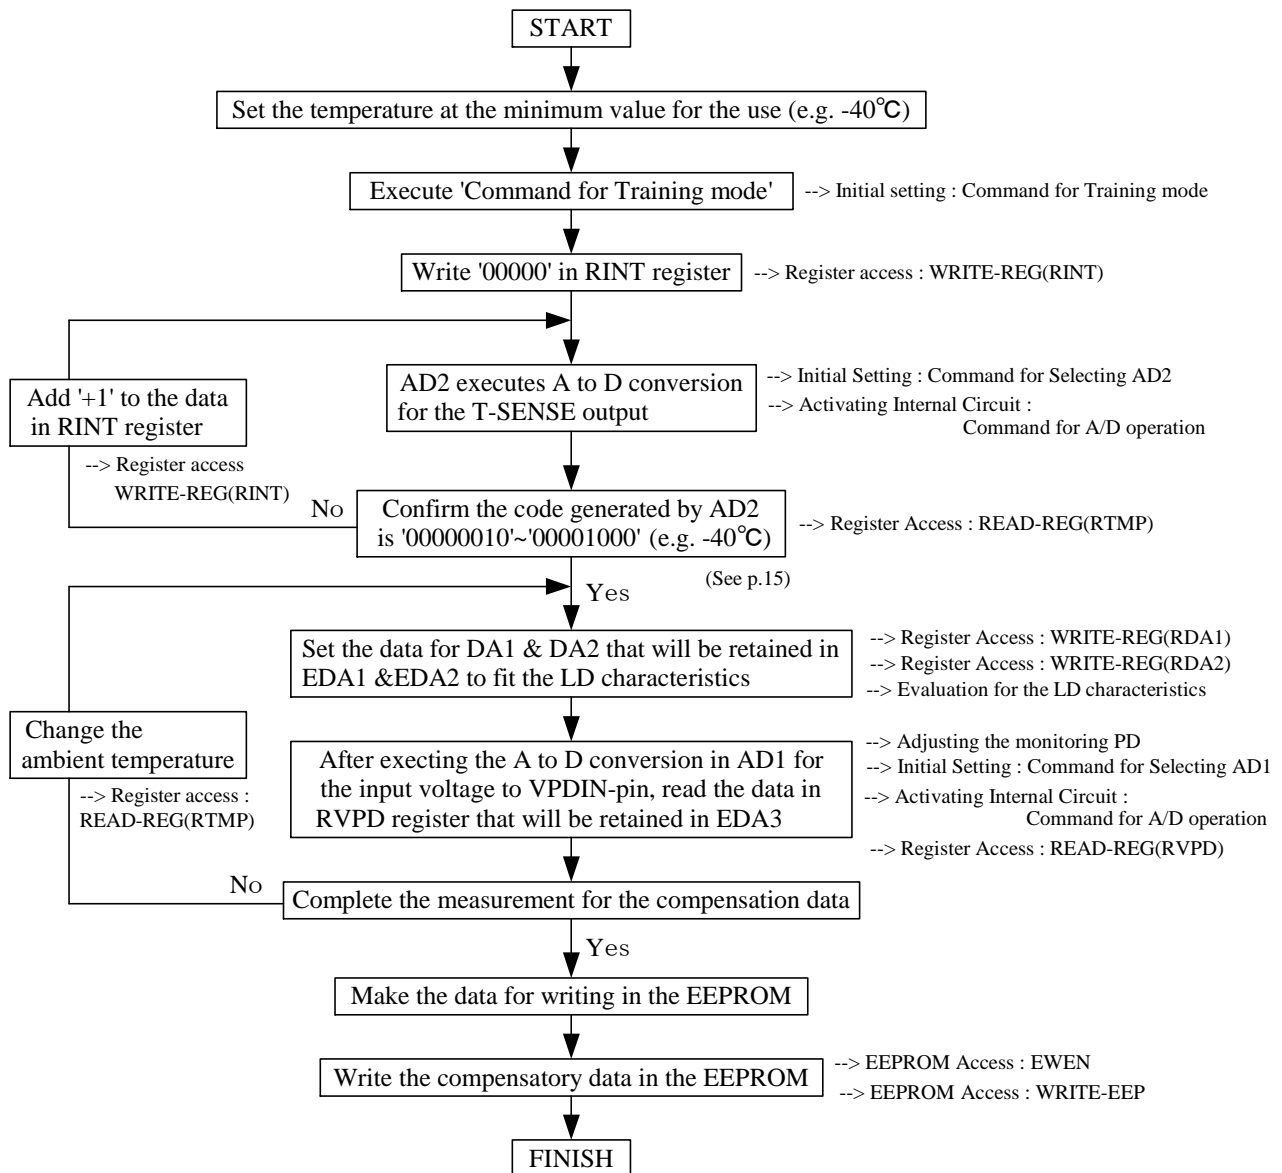 START
Set the temperature at the minimum value for the use (e.g. -40℃)
Execute 'Command for Training mode'
--> Initial setting : Command for Training mode
Write '00000' in RINT register
--> Register access : WRITE-REG(RINT)
Add '+1' to the data
in RINT register
--> Register access
WRITE-REG(RINT)
AD2 executes A to D conversion
for the T-SENSE output
--> Initial Setting : Command for Selecting AD2
--> Activating Internal Circuit :
Command for A/D operation
No
Confirm the code generated by AD2
is '00000010'~'00001000' (e.g. -40℃)
--> Register Access : READ-REG(RTMP)
(See p.15)
Yes
Set the data for DA1 & DA2 that will be retained in
EDA1 &EDA2 to fit the LD characteristics
--> Register Access : WRITE-REG(RDA1)
--> Register Access : WRITE-REG(RDA2)
--> Evaluation for the LD characteristics
Change the
ambient temperature
--> Register access :
READ-REG(RTMP)
After execting the A to D conversion in AD1 for
the input voltage to VPDIN-pin, read the data in
RVPD register that will be retained in EDA3
--> Adjusting the monitoring PD
--> Initial Setting : Command for Selecting AD1
--> Activating Internal Circuit :
Command for A/D operation
--> Register Access : READ-REG(RVPD)
No
Complete the measurement for the compensation data
Yes
Make the data for writing in the EEPROM
Write the compensatory data in the EEPROM
--> EEPROM Access : EWEN
--> EEPROM Access : WRITE-EEP
FINISH